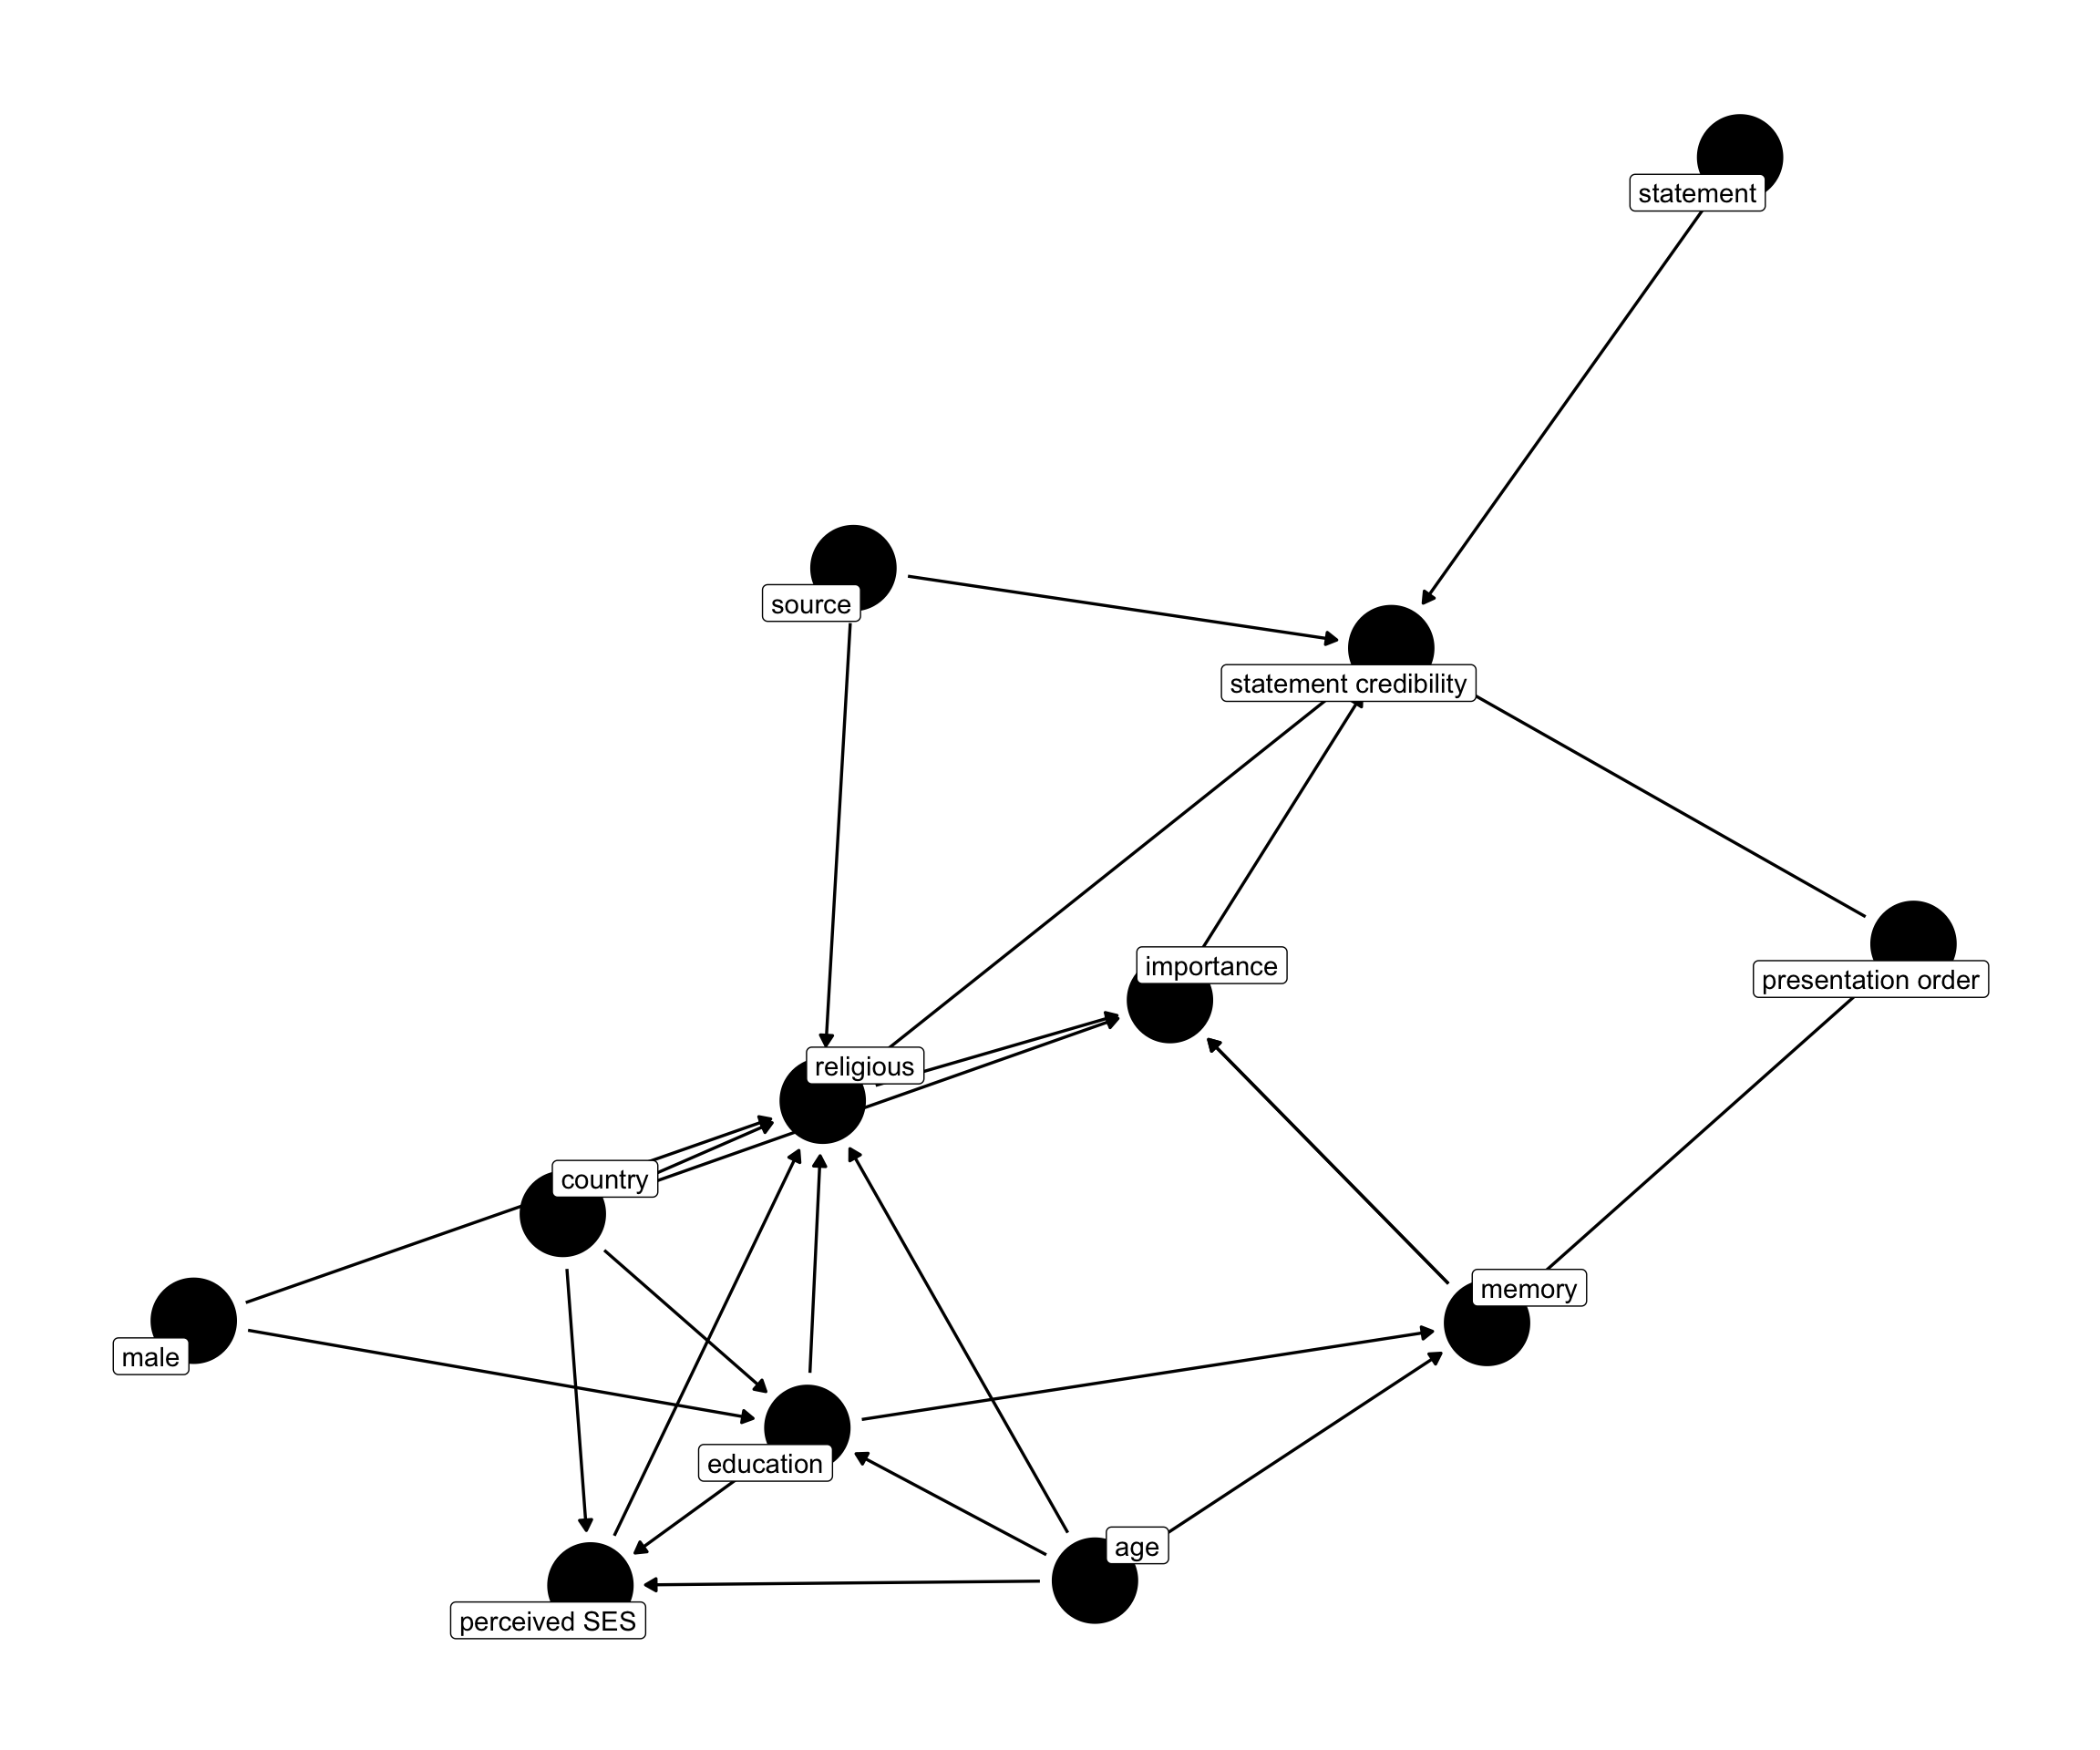 statement
source
statement credibility
importance
presentation order
religious
country
memory
male
education
age
perceived SES